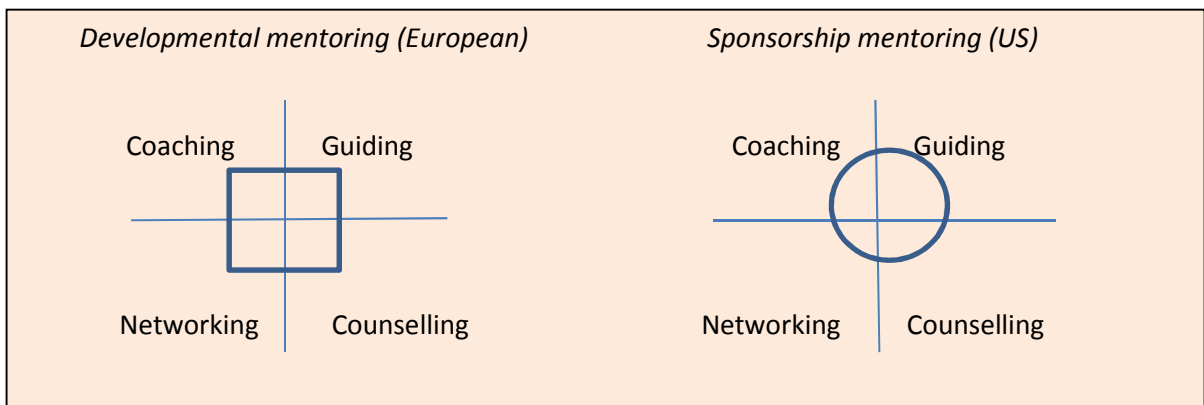 Developmental mentoring (European)
Sponsorship mentoring (US)
Coaching
Guiding
Networking
Counselling
Coaching
Guiding
Networking
Counselling